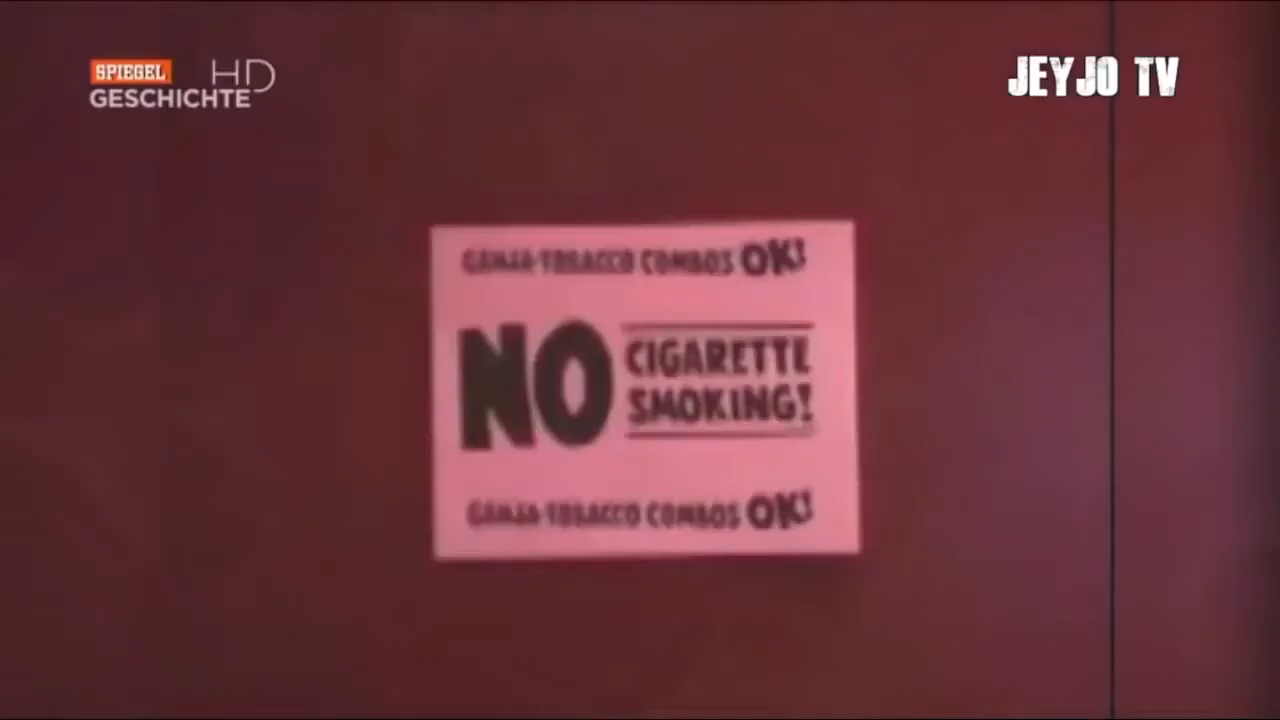 SPIEGEL HD
GESCHICHTE
JEYJO TV
GANJA-TOBACCO COMBOS OK!
NO CIGARETTE
SMOKING!
GANJA-TOBACCO COMBOS OK!